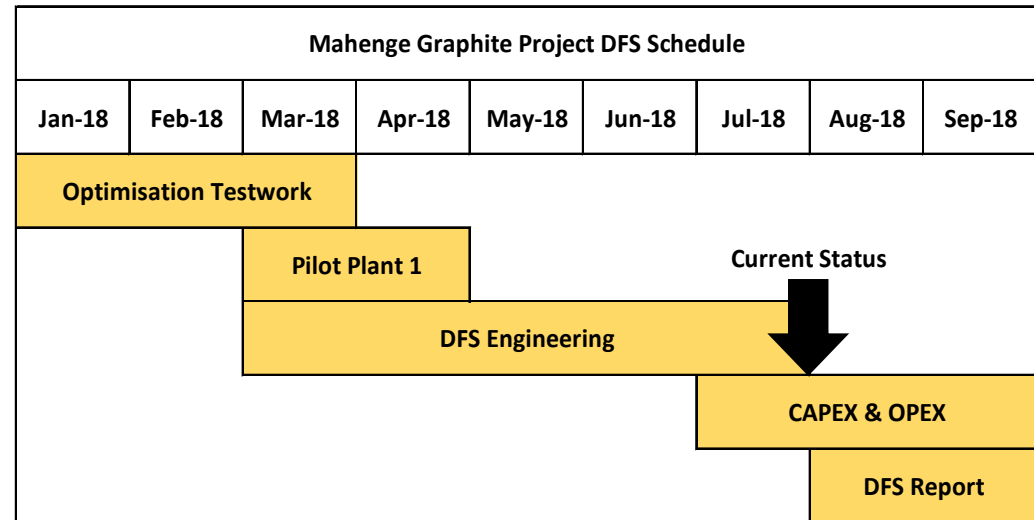 Mahenge Graphite Project DFS Schedule
Jan-18 Feb-18 Mar-18 Apr-18 May-18 Jun-18 Jul-18 Aug-18 Sep-18
Optimisation Testwork
Pilot Plant 1
Current Status
DFS Engineering
CAPEX & OPEX
DFS Report